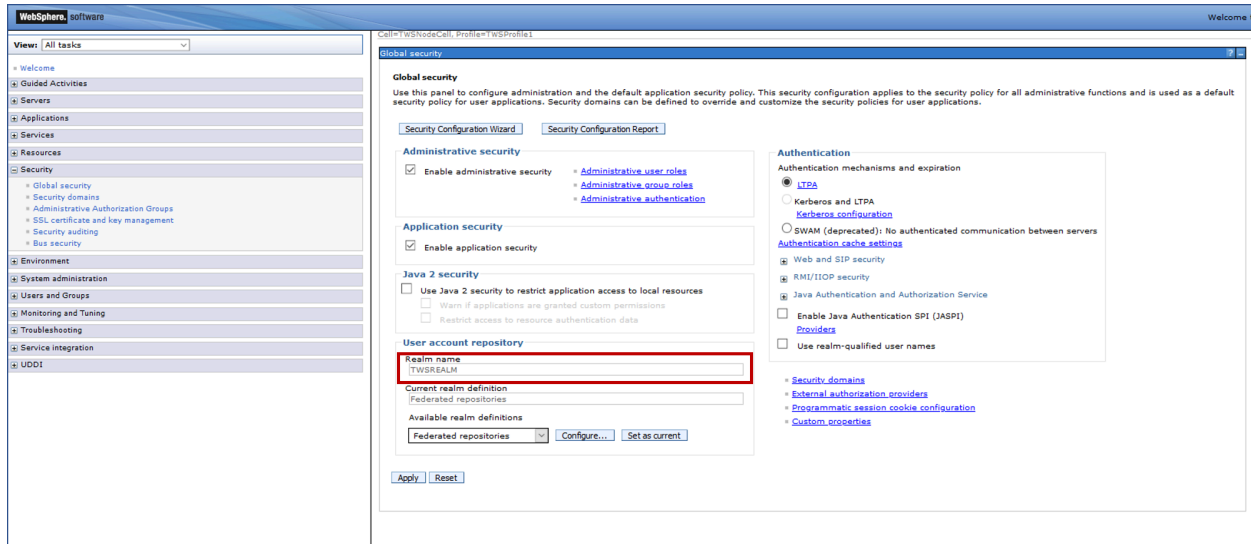 WebSphere. software
Welcome
View: All tasks
Welcome
Guided Activities
Servers
Applications
Services
Resources
Security
Global security
Security domains
Administrative Authorization Groups
SSL certificate and key management
Security auditing
Bus security
Environment
System administration
Users and Groups
Monitoring and Tuning
Troubleshooting
Service integration
UDDI
Cell=TWSNodeCell, Profile=TWSProfile1
Global security
? –
Global security
Use this panel to configure administration and the default application security policy. This security configuration applies to the security policy for all administrative functions and is used as a default
security policy for user applications. Security domains can be defined to override and customize the security policies for user applications.
Security Configuration Wizard Security Configuration Report
Administrative security
Enable administrative security
Administrative user roles
Administrative group roles
Administrative authentication
Application security
Enable application security
Java 2 security
Use Java 2 security to restrict application access to local resources
Warn if applications are granted custom permissions
Restrict access to resource authentication data
User account repository
Realm name
TWSREALM
Current realm definition
Federated repositories
Available realm definitions
Federated repositories Configure... Set as current
Apply Reset
Authentication
Authentication mechanisms and expiration
LTPA
Kerberos and LTPA
Kerberos configuration
SWAM (deprecated): No authenticated communication between servers
Authentication cache settings
Web and SIP security
RMI/IIOP security
Java Authentication and Authorization Service
Enable Java Authentication SPI (JASPI)
Providers
Use realm-qualified user names
Security domains
External authorization providers
Programmatic session cookie configuration
Custom properties